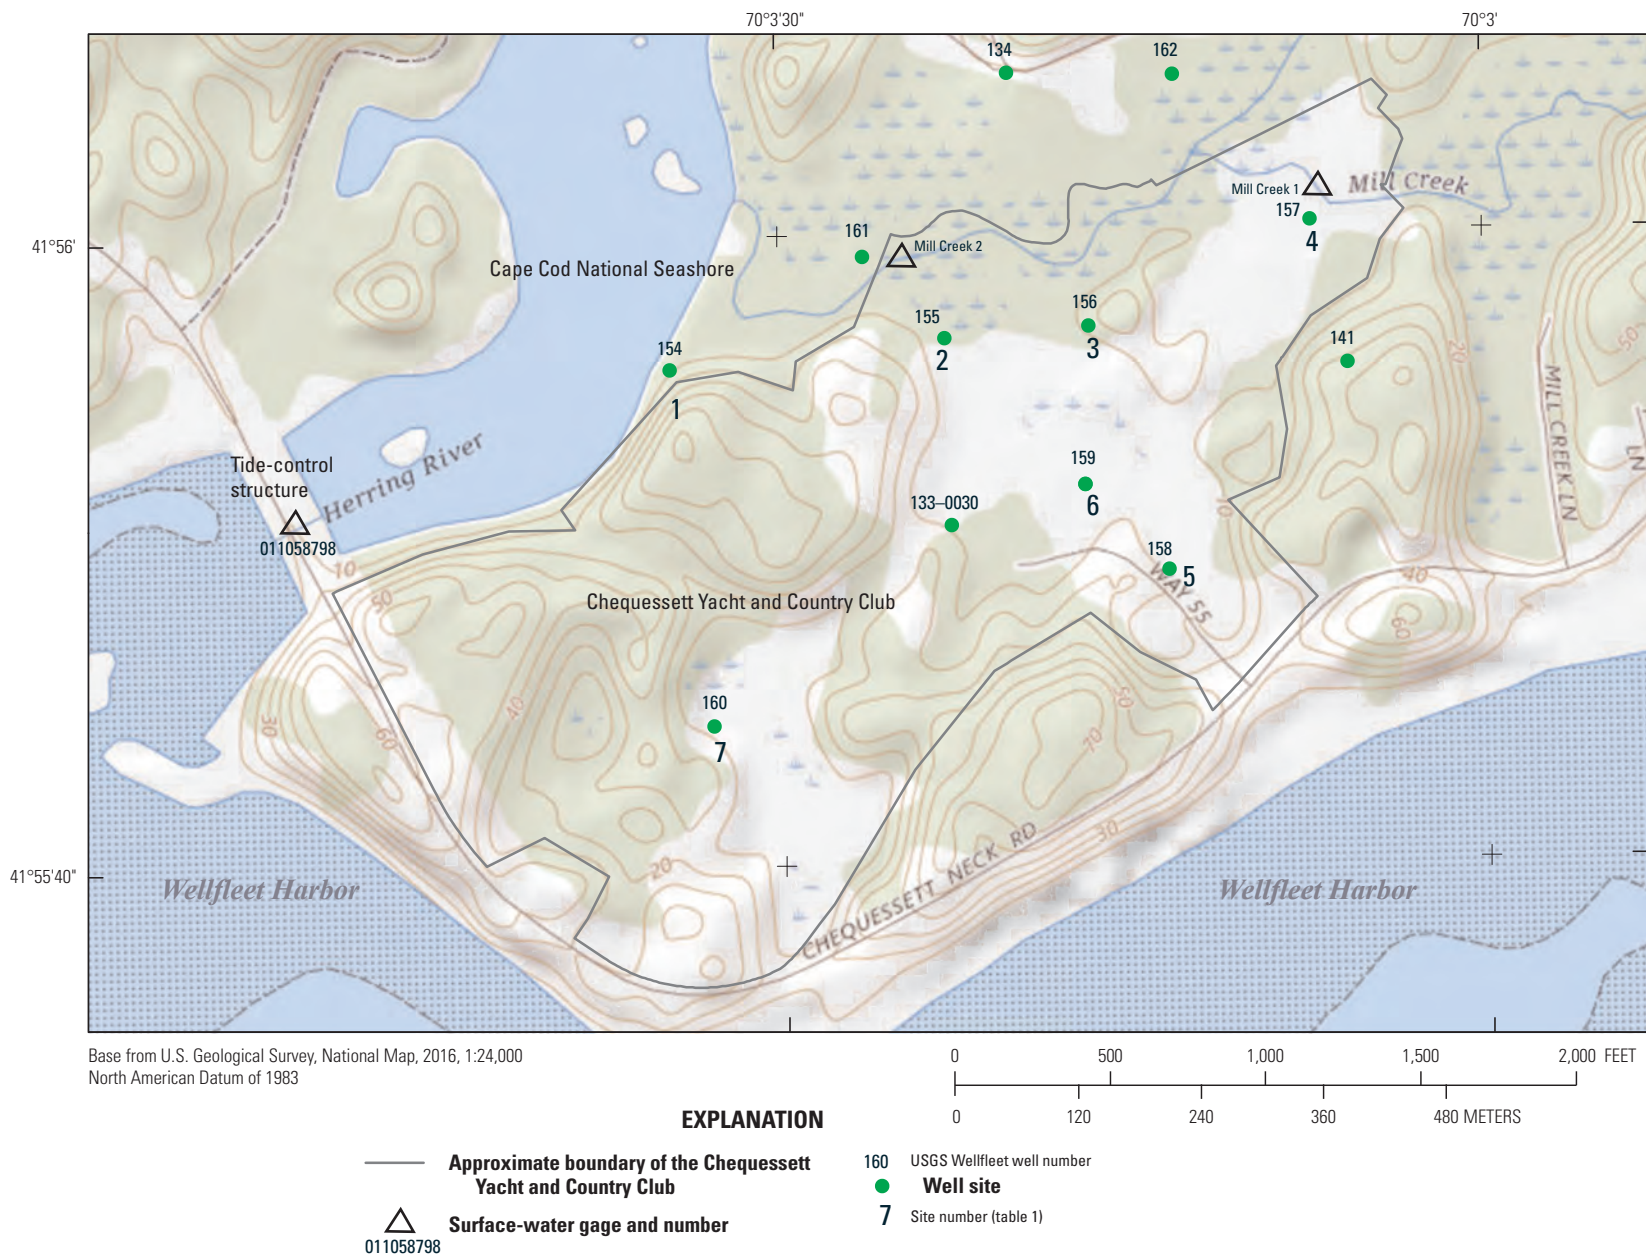 70°3'30"
70°3'
134
162
Mill Creek 1
Mill Creek
157
4
161
Mill Creek 2
41°56'
Cape Cod National Seashore
156
155
3
2
141
154
1
20
50
MILL CREEK LN
LN
Tide-control
structure
Herring River
159
6
133–0030
10
011058798
158
5
WAY 55
10
50
40
60
Chequessett Yacht and Country Club
160
7
40
30
60
50
70
CHEQUESSETT NECK RD
30
20
41°55'40"
Wellfleet Harbor
Wellfleet Harbor
Base from U.S. Geological Survey, National Map, 2016, 1:24,000
North American Datum of 1983
0 500 1,000 1,500 2,000 FEET
0 120 240 360 480 METERS
EXPLANATION
Approximate boundary of the Chequessett
Yacht and Country Club
Surface-water gage and number
011058798
160 USGS Wellfleet well number
Well site
7 Site number (table 1)